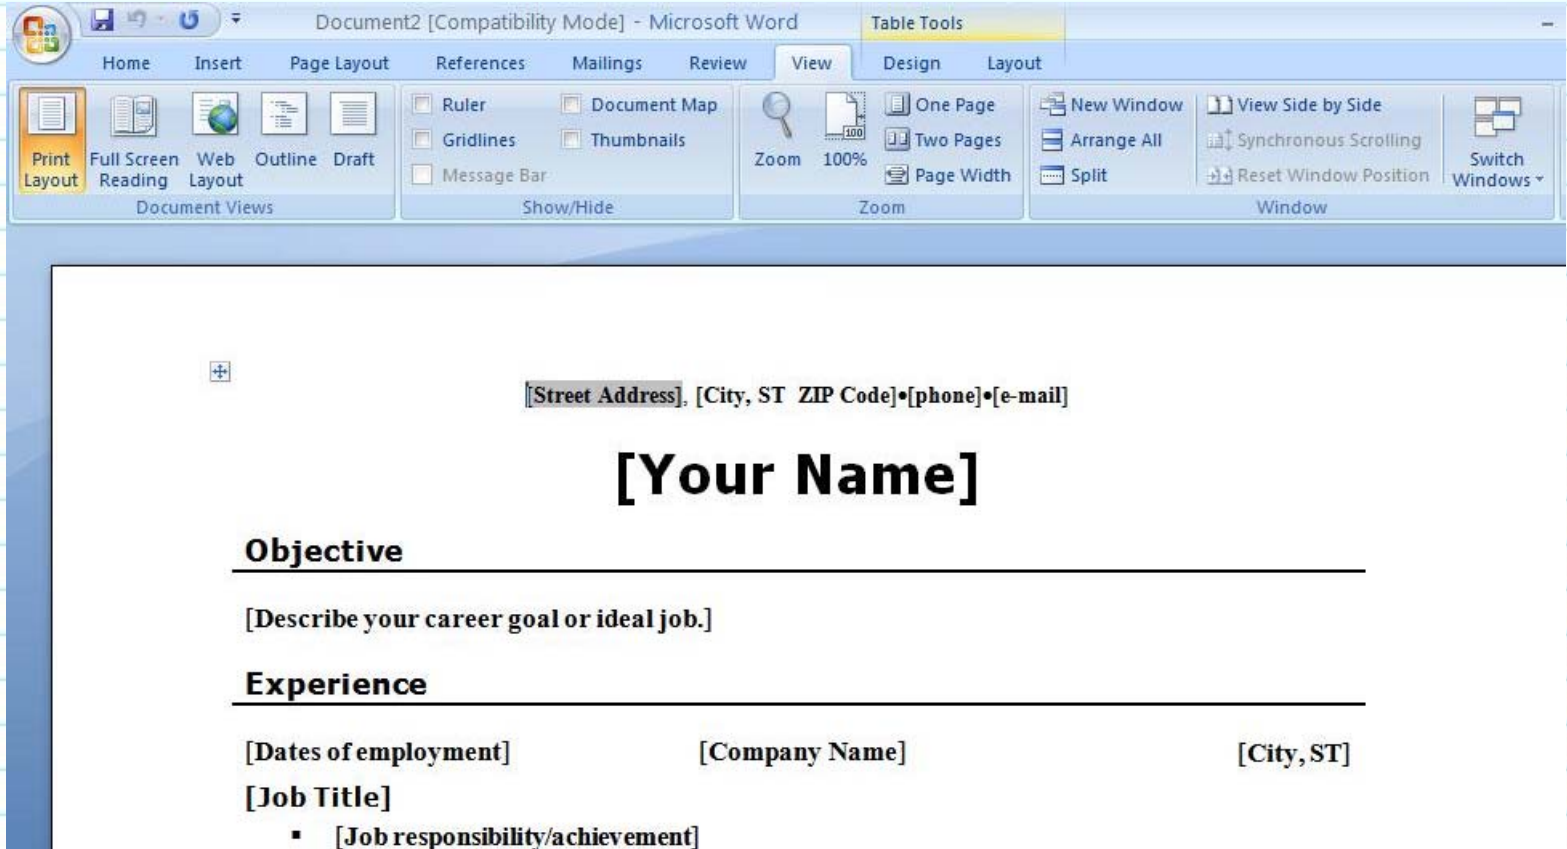 Document2 [Compatibility Mode] - Microsoft Word
Table Tools
Home Insert Page Layout References Mailings Review View Design Layout
Ruler Document Map 100 One Page New Window View Side by Side
Gridlines Thumbnails Two Pages Arrange All Synchronous Scrolling
Print Layout Full Screen Reading Web Layout Outline Draft Zoom 100% Switch Windows
Message Bar Page Width Split Reset Window Position
Document Views Show/Hide Zoom Window
[Street Address], [City, ST ZIP Code]•[phone]•[e-mail]
[Your Name]
Objective
[Describe your career goal or ideal job.]
Experience
[Dates of employment] [Company Name] [City, ST]
[Job Title]
▪ [Job responsibility/achievement]